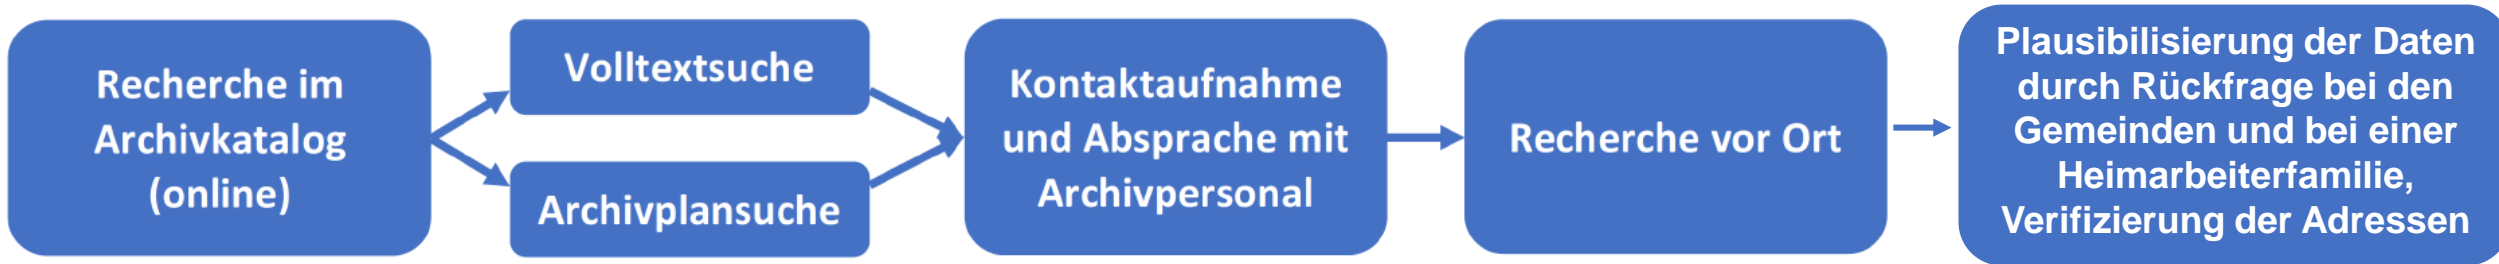 Recherche im
Archivkatalog
(online)
Volltextsuche
Archivplansuche
Kontaktaufnahme
und Absprache mit
Archivpersonal
Recherche vor Ort
Plausibilisierung der Daten
durch Rückfrage bei den
Gemeinden und bei einer
Heimarbeiterfamilie,
Verifizierung der Adressen